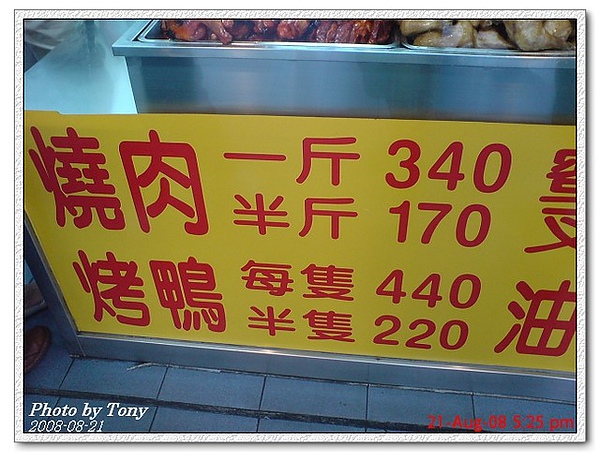 燒肉 一斤 340
半斤 170
烤鴨 每隻 440
半隻 220
油
Photo by Tony
2008-08-21
21-Aug-08 5:25 pm